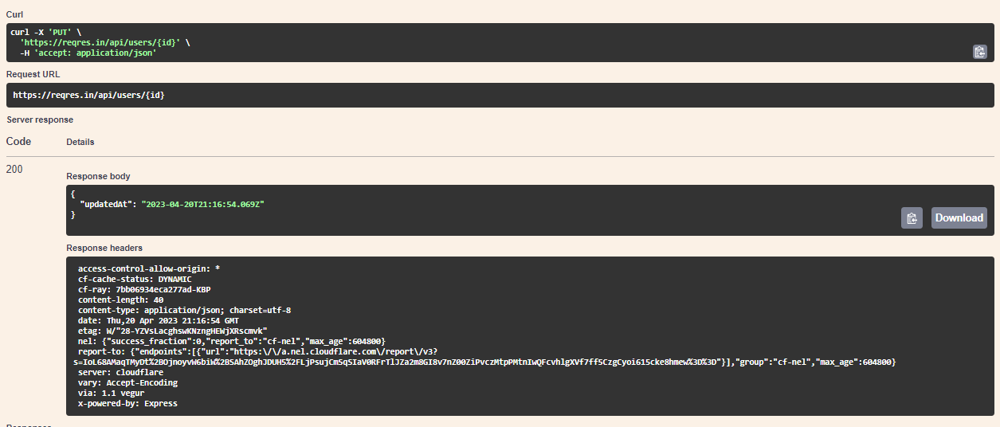 Curl
curl -X 'PUT' \
'https://reqres.in/api/users/{id}' \
-H 'accept: application/json'
Request URL
https://reqres.in/api/users/{id}
Server response
Code Details
200
Response body
{
"updatedAt": "2023-04-20T21:16:54.069Z"
}
Download
Response headers
access-control-allow-origin: *
cf-cache-status: DYNAMIC
cf-ray: 7bb06934eca277ad-KBP
content-length: 40
content-type: application/json; charset=utf-8
date: Thu,20 Apr 2023 21:16:54 GMT
etag: W/"28-YZVsLacghswKNzngHEWjXRscmvk"
nel: {"success_fraction":0,"report_to":"cf-nel","max_age":604800}
report-to: {"endpoints":[{"url":"https:\/\/a.nel.cloudflare.com\/report\/v3?
s=IoL68AMaqTMyDt%2BOjnoyvW6biW%2BSAhZOghJDUH5%2FLjPsujCm5q5IaV0RFrTlJZa2m8GI8v7nZ00ZiPvczMtpPMtnIwQFcvhlgXVf7ff5CzgCyoi615cke8hmew%3D%3D"}],"group":"cf-nel","max_age":604800}
server: cloudflare
vary: Accept-Encoding
via: 1.1 vegur
x-powered-by: Express